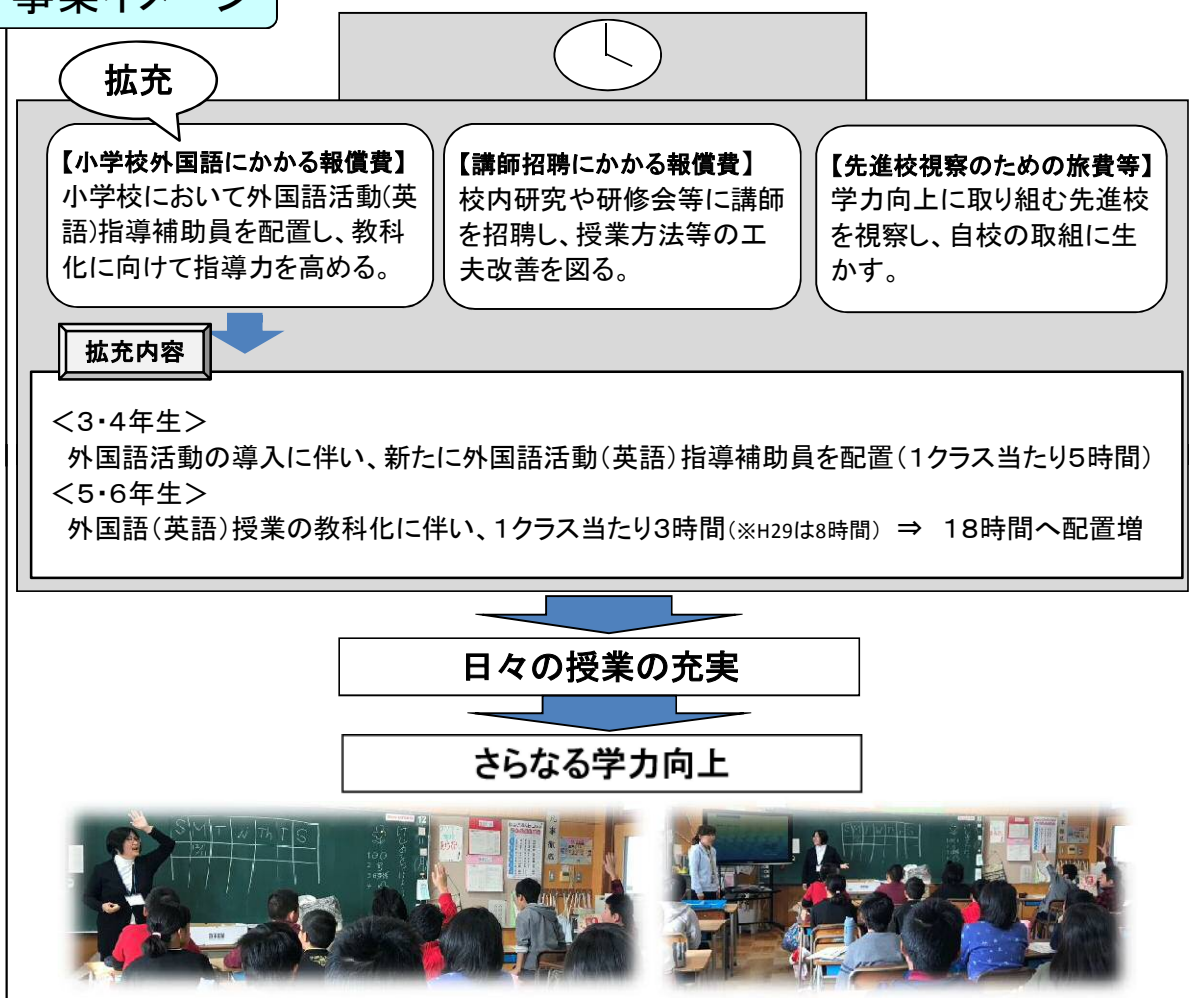 事業イメージ
拡充
【小学校外国語にかかる報償費】
小学校において外国語活動(英
語)指導補助員を配置し、教科
化に向けて指導力を高める。
【講師招聘にかかる報償費】
校内研究や研修会等に講師
を招聘し、授業方法等の工
夫改善を図る。
【先進校視察のための旅費等】
学力向上に取り組む先進校
を視察し、自校の取組に生
かす。
拡充内容
＜３・４年生＞
外国語活動の導入に伴い、新たに外国語活動（英語）指導補助員を配置（１クラス当たり５時間）
＜５・６年生＞
外国語（英語）授業の教科化に伴い、１クラス当たり３時間（※H29は8時間） ⇒ １８時間へ配置増
日々の授業の充実
さらなる学力向上
S M T W Th F S